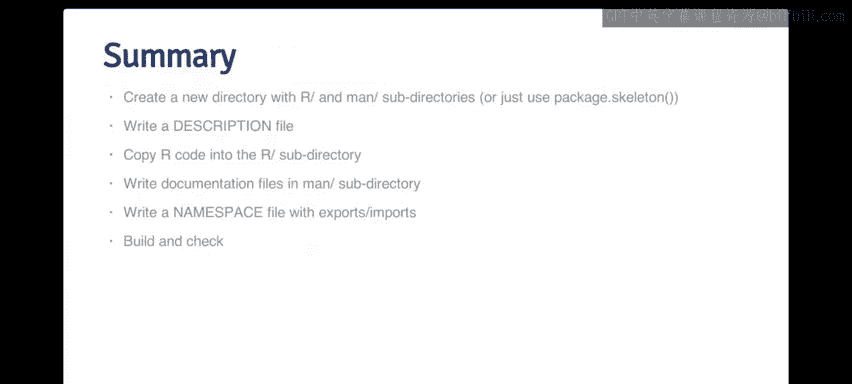 Summary
· Create a new directory with R/ and man/ sub-directories (or just use package.skeleton())
· Write a DESCRIPTION file
· Copy R code into the R/ sub-directory
· Write documentation files in man/ sub-directory
· Write a NAMESPACE file with exports/imports
· Build and check